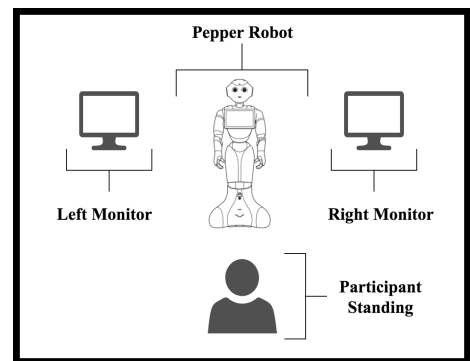 Pepper Robot
Left Monitor
Right Monitor
Participant
Standing